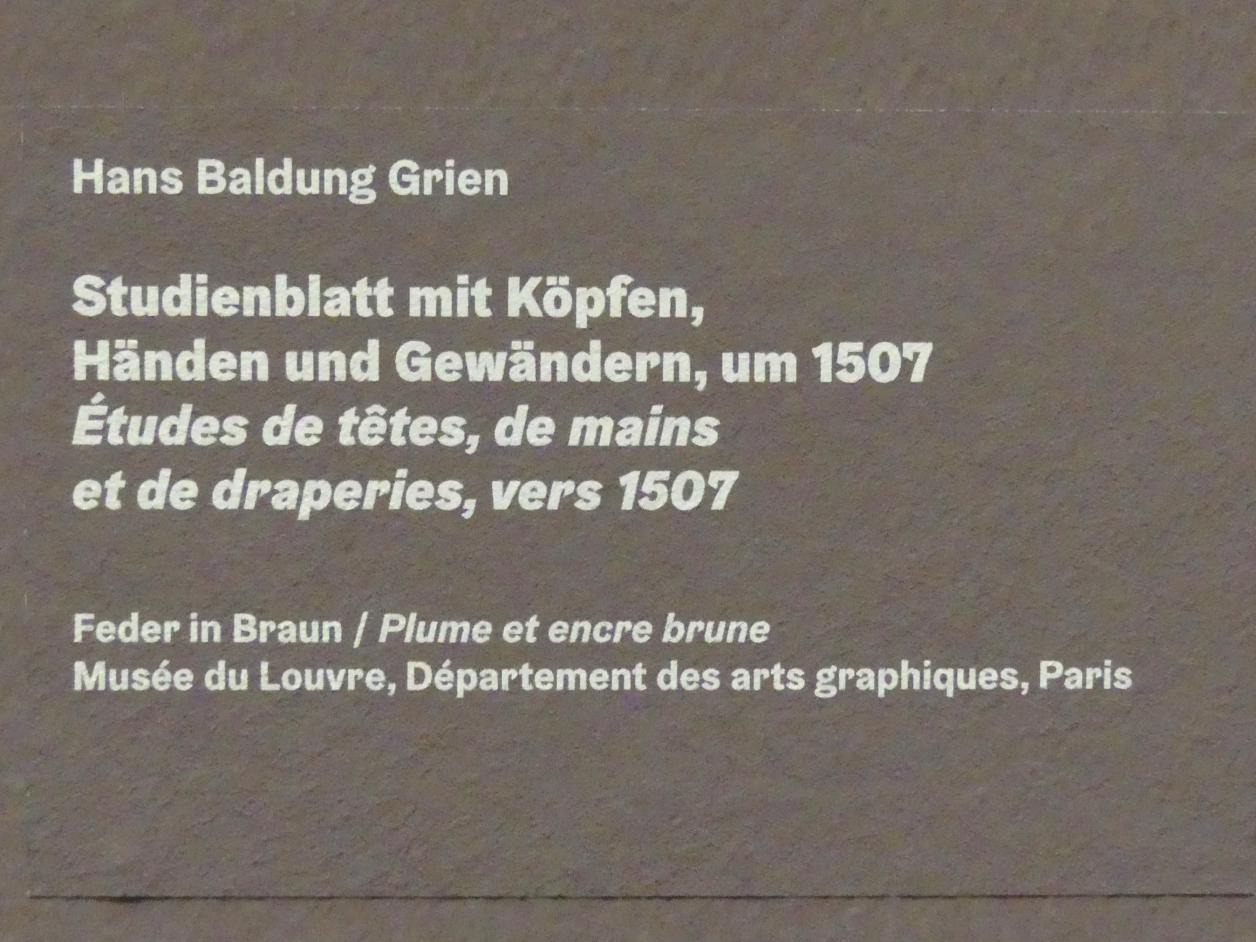 Hans Baldung Grien
Studienblatt mit Köpfen,
Händen und Gewändern, um 1507
Études de têtes, de mains
et de draperies, vers 1507
Feder in Braun / Plume et encre brune
Musée du Louvre, Département des arts graphiques, Paris